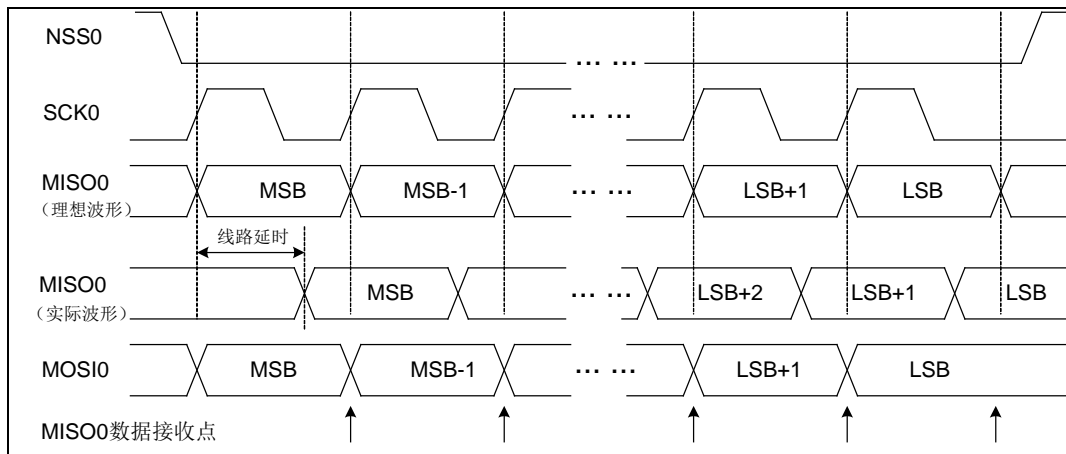 NSS0
... ...
SCK0
... ...
MISO0
(理想波形)
MSB
MSB-1
... ...
LSB+1
LSB
线路延时
MISO0
(实际波形)
MSB
... ...
LSB+2
LSB+1
LSB
MOSI0
MSB
MSB-1
... ...
LSB+1
LSB
MISO0数据接收点